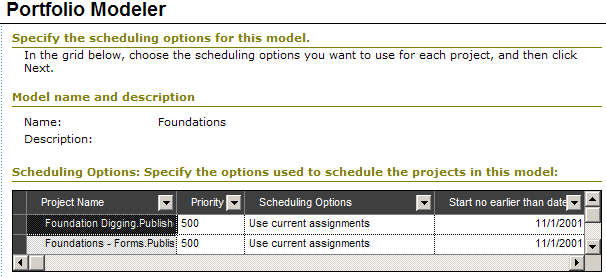 Portfolio Modeler
Specify the scheduling options for this model.
In the grid below, choose the scheduling options you want to use for each project, and then click
Next.
Model name and description
Name: Foundations
Description:
Scheduling Options: Specify the options used to schedule the projects in this model:
Project Name Priority Scheduling Options Start no earlier than date
Foundation Digging.Publish 500 Use current assignments 11/1/2001
Foundations - Forms.Publis 500 Use current assignments 11/1/2001